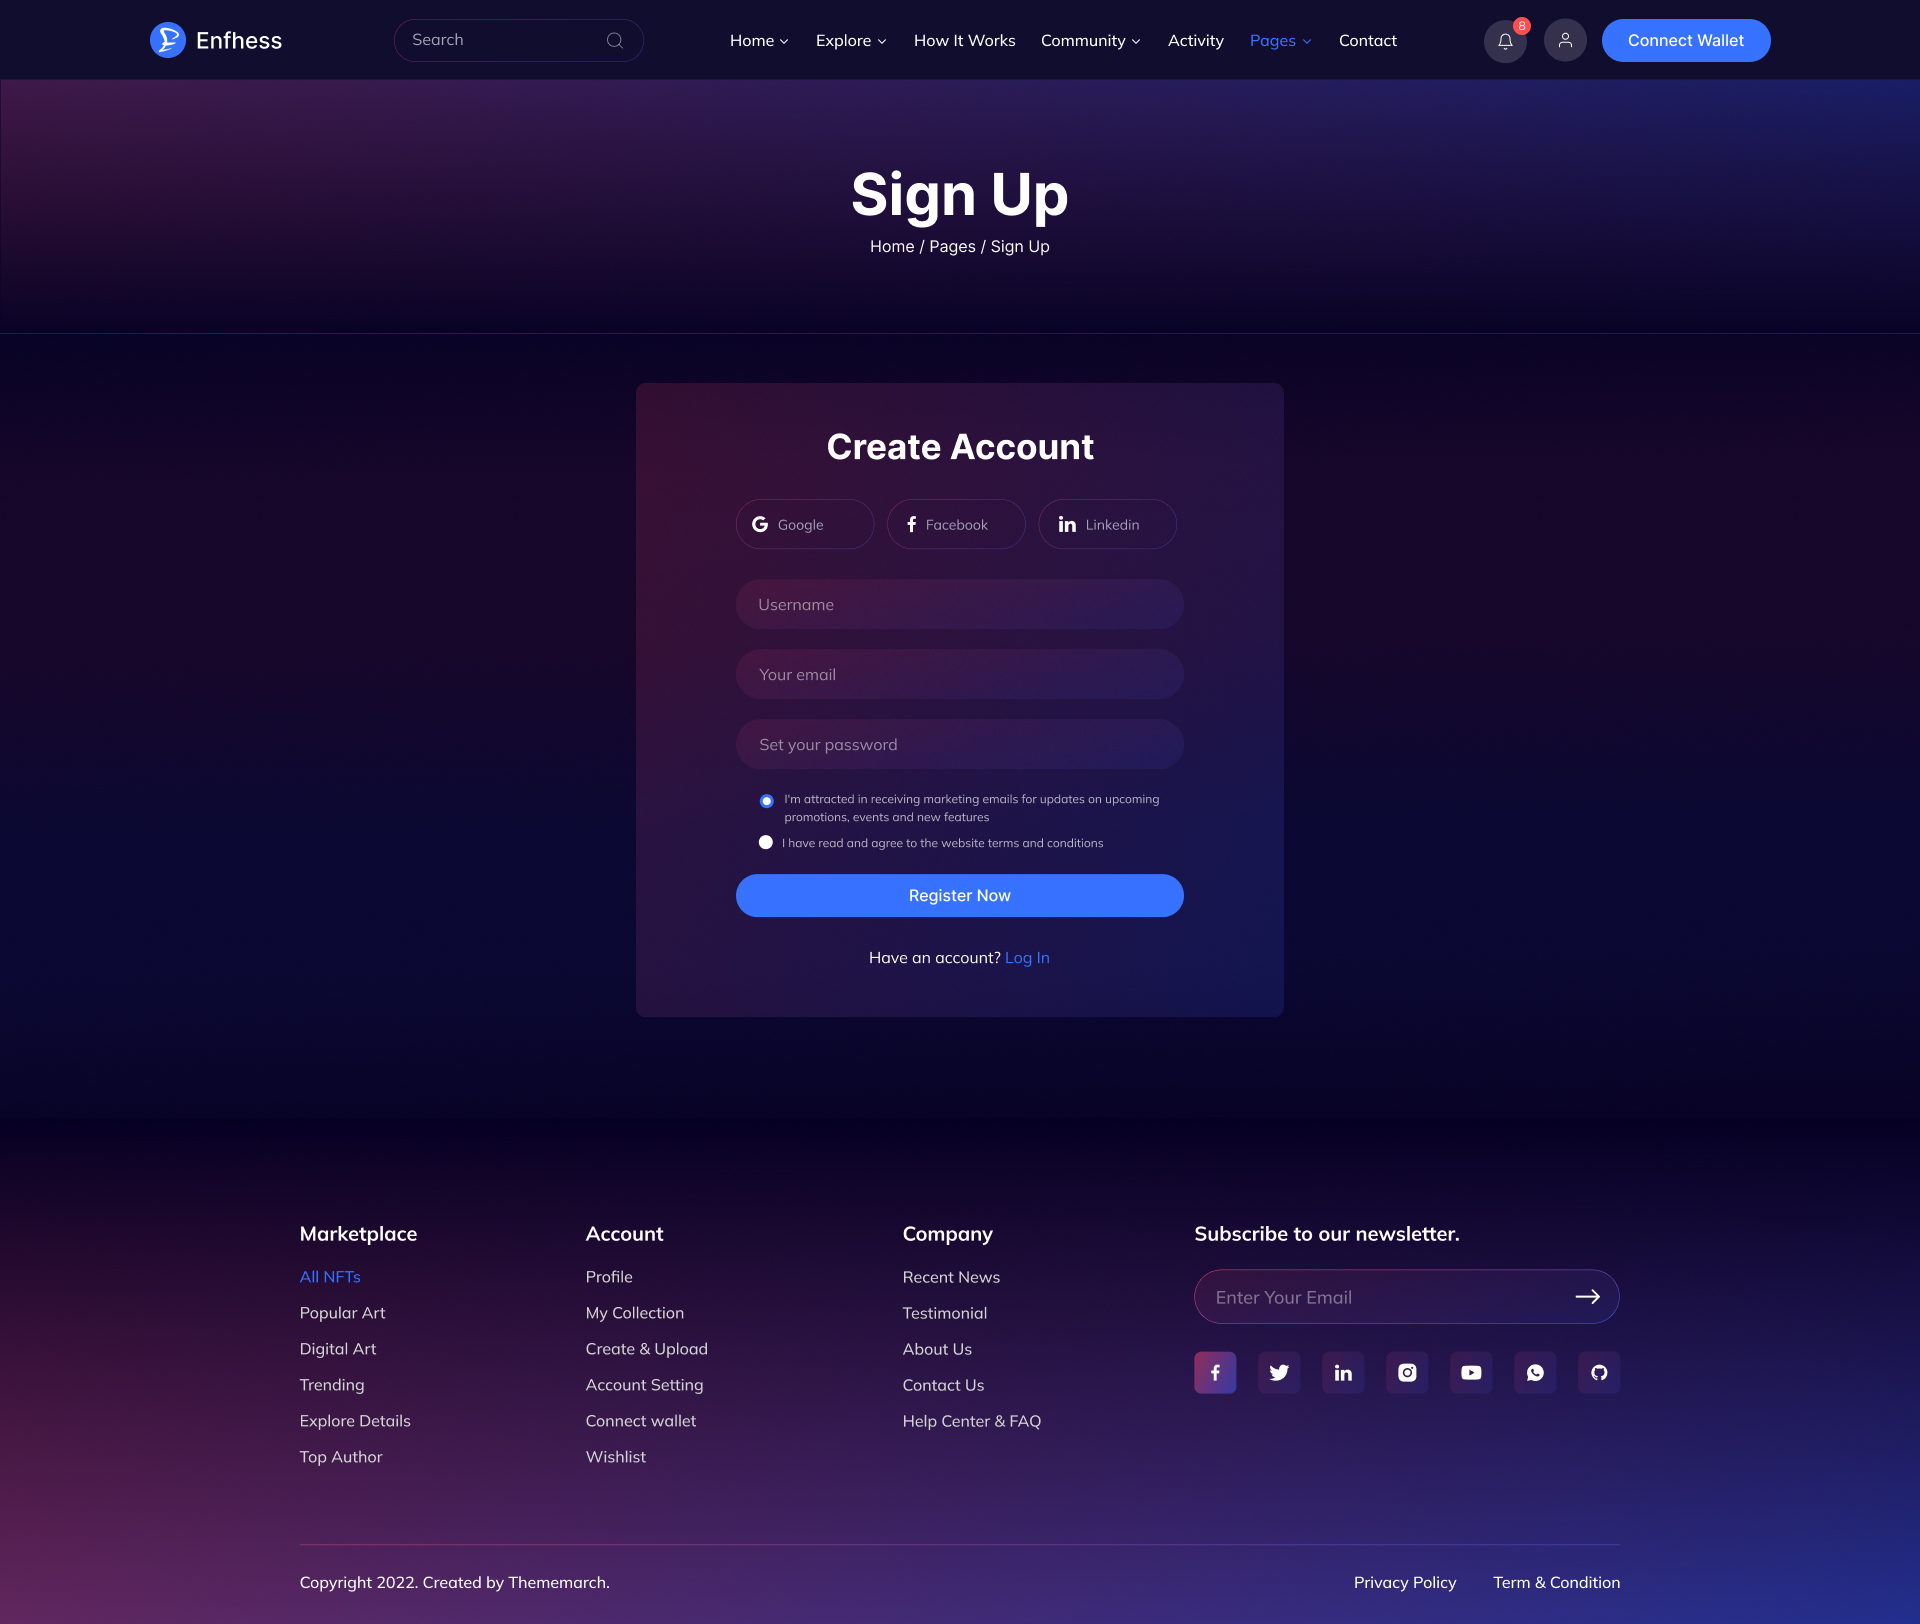 Enfhess
Search
Home
Explore
How It Works
Community
Activity
Pages
Contact
8
Connect Wallet
Sign Up
Home / Pages / Sign Up
Create Account
Google
Facebook
Linkedin
Username
Your email
Set your password
I'm attracted in receiving marketing emails for updates on upcoming
promotions, events and new features
I have read and agree to the website terms and conditions
Register Now
Have an account? Log In
Marketplace
All NFTs
Popular Art
Digital Art
Trending
Explore Details
Top Author
Account
Profile
My Collection
Create & Upload
Account Setting
Connect wallet
Wishlist
Company
Recent News
Testimonial
About Us
Contact Us
Help Center & FAQ
Subscribe to our newsletter.
Enter Your Email
Copyright 2022. Created by Thememarch.
Privacy Policy
Term & Condition